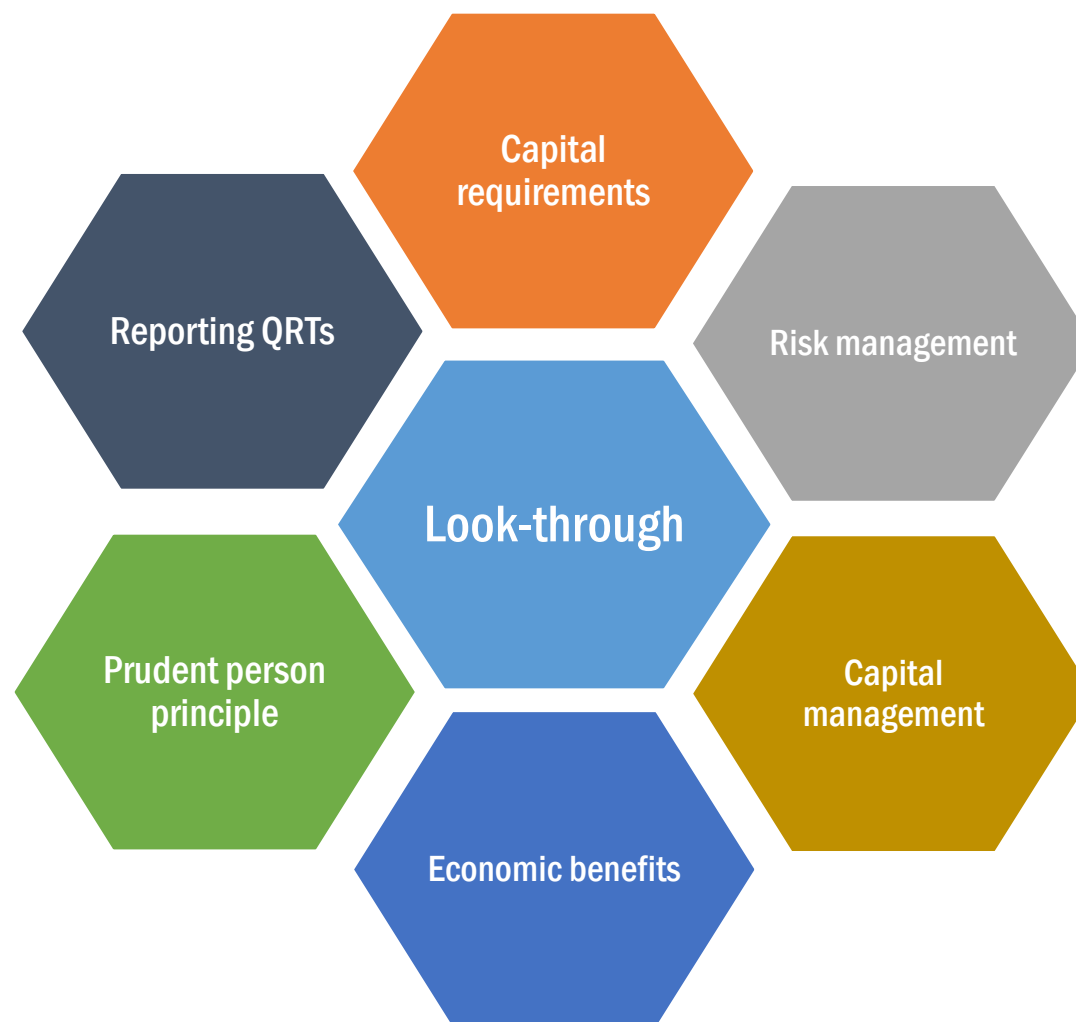 Capital
requirements
Reporting QRTs
Risk management
Look-through
Prudent person
principle
Capital
management
Economic benefits